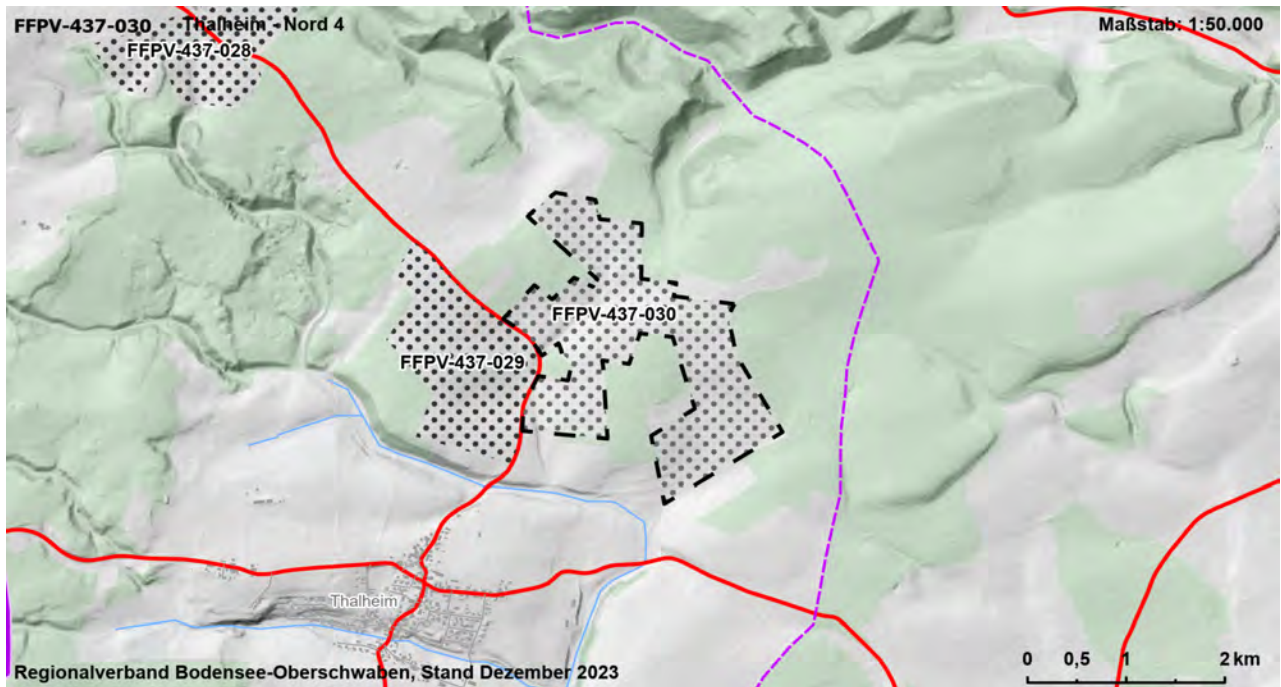 FFPV-437-030 Thalheim - Nord 4
Maßstab: 1:50.000
FFPV-437-028
FFPV-437-030
FFPV-437-029
Thalheim
0 0,5 1 2 km
Regionalverband Bodensee-Oberschwaben, Stand Dezember 2023